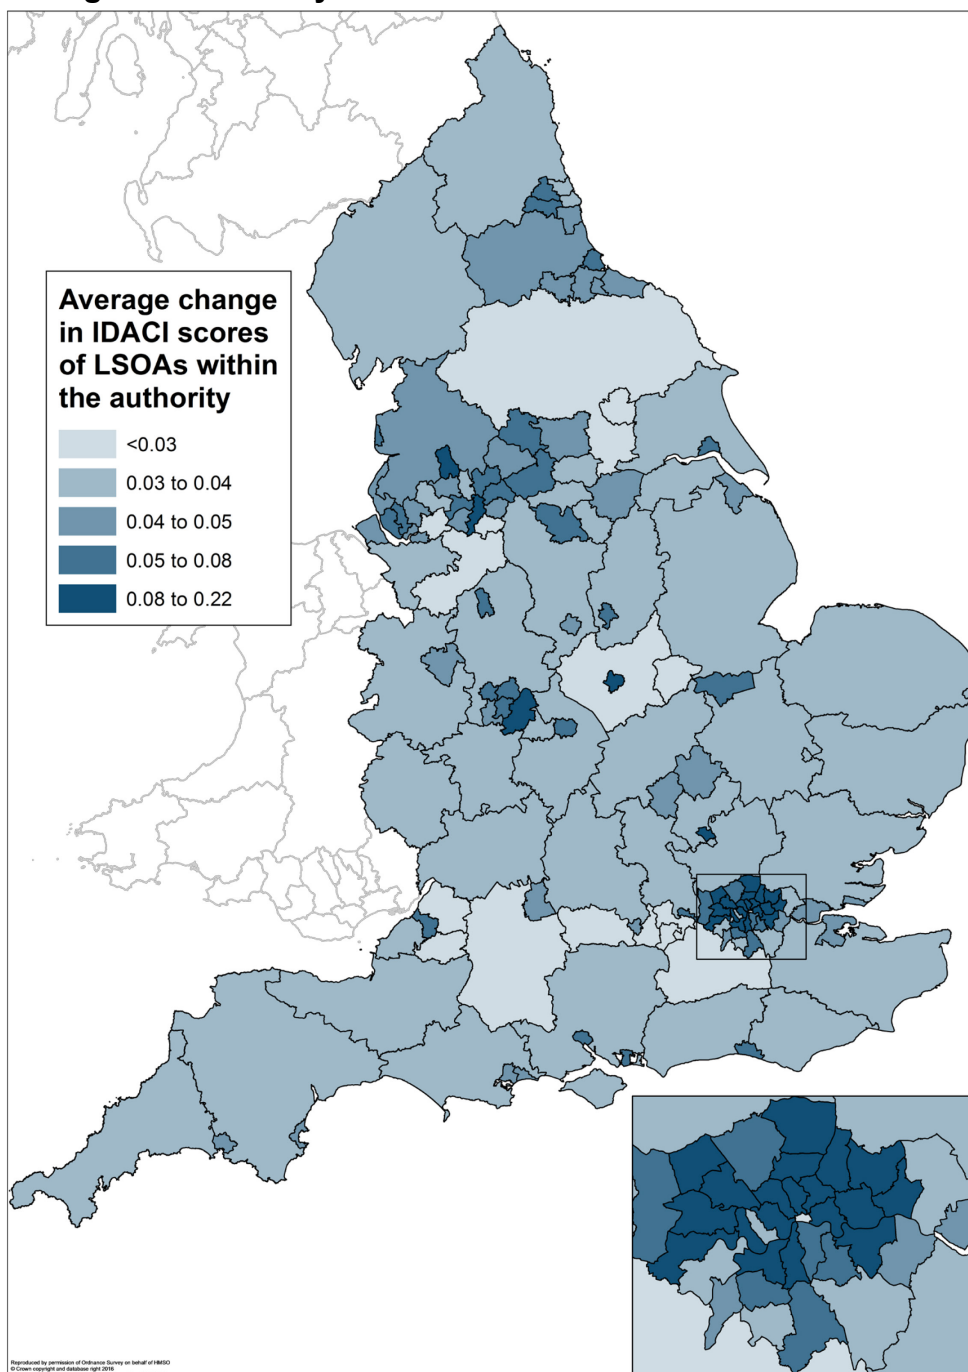 Average change
in IDACI scores
of LSOAs within
the authority
<0.03
0.03 to 0.04
0.04 to 0.05
0.05 to 0.08
0.08 to 0.22
Reproduced by permission of Ordnance Survey on behalf of HMSO
© Crown copyright and database right 2016